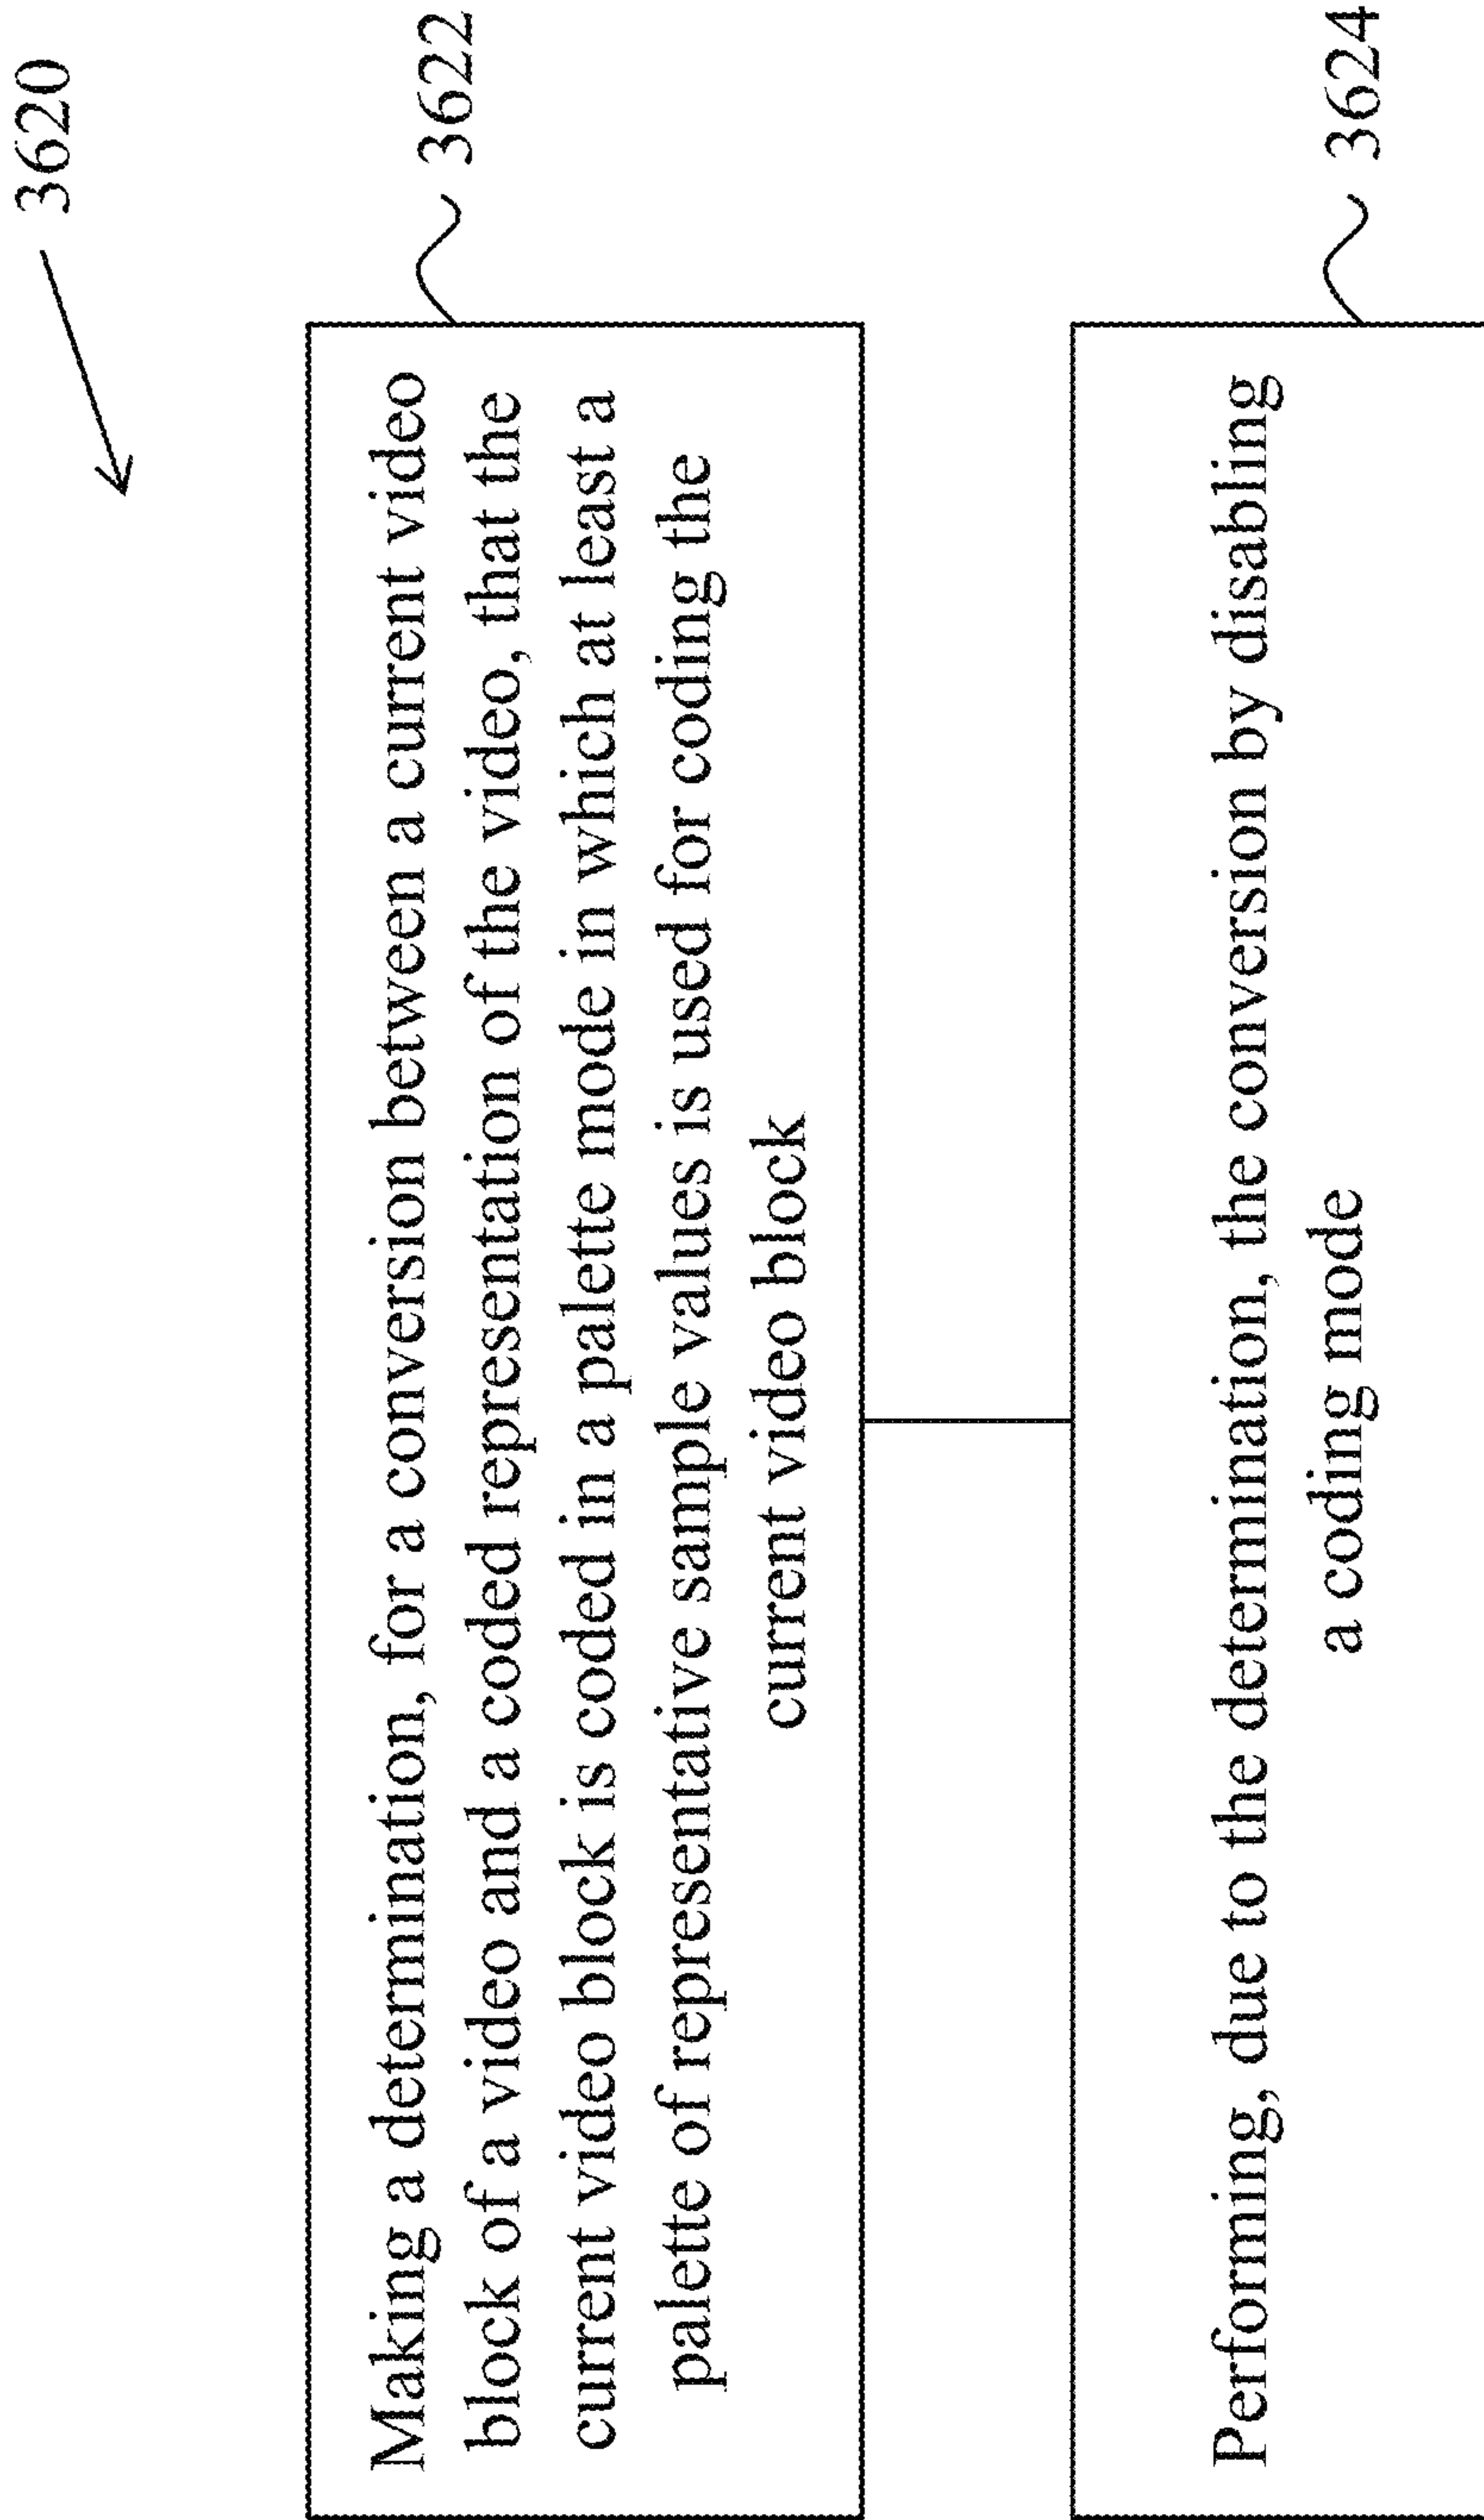 3620
Making a determination, for a conversion between a current video
block of a video and a coded representation of the video, that the
current video block is coded in a palette mode in which at least a
palette of representative sample values is used for coding the
current video block
3622
Performing, due to the determination, the conversion by disabling
a coding mode
3624